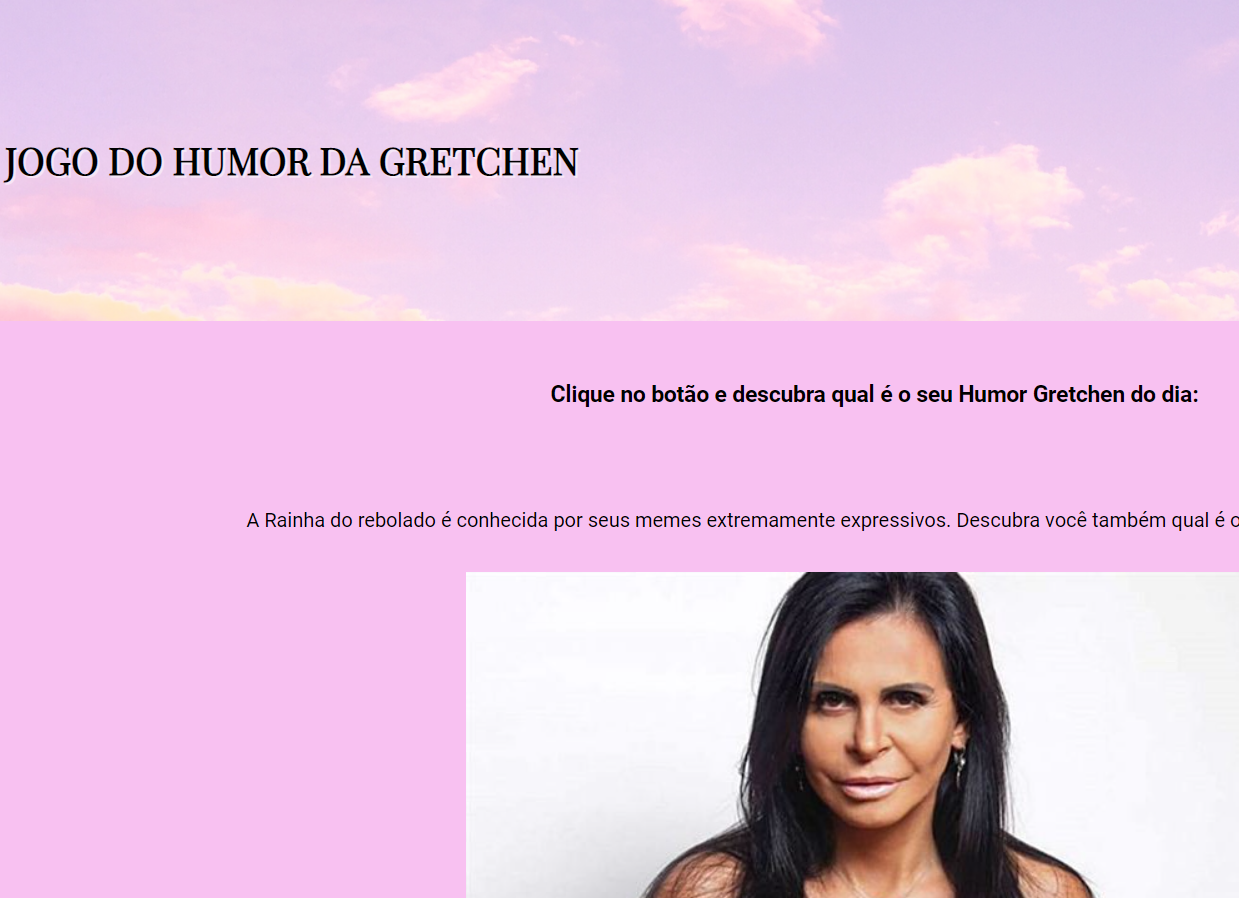 JOGO DO HUMOR DA GRETCHEN
Clique no botão e descubra qual é o seu Humor Gretchen do dia:
A Rainha do rebolado é conhecida por seus memes extremamente expressivos. Descubra você também qual é o